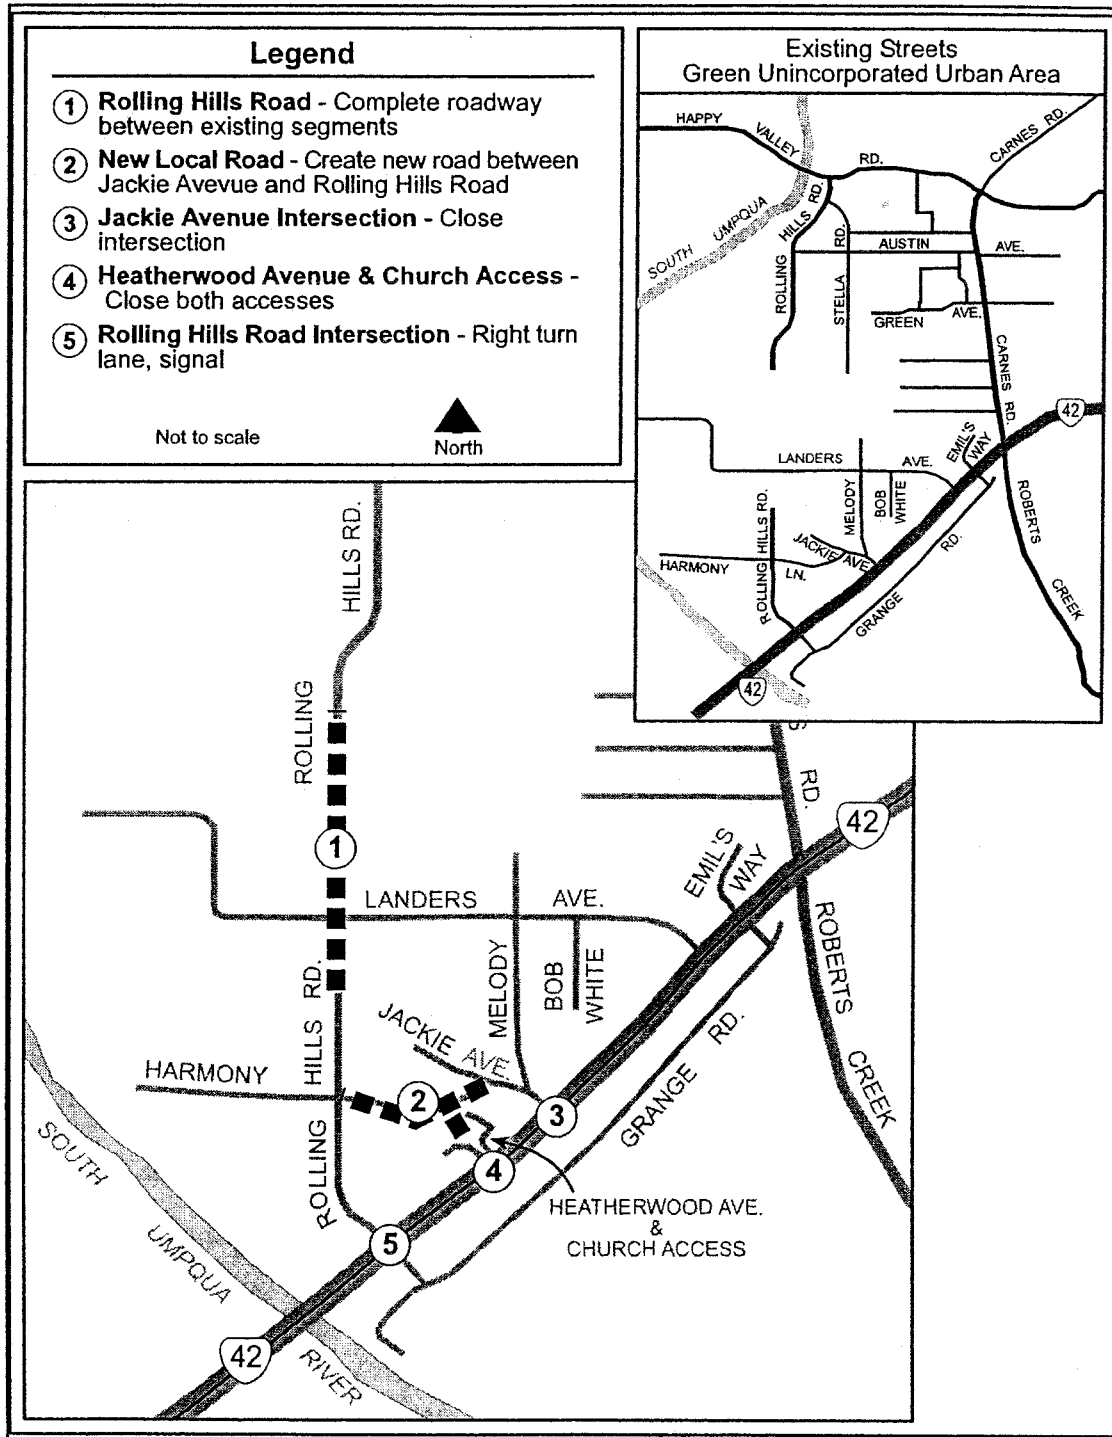 Legend
1 Rolling Hills Road - Complete roadway
between existing segments
2 New Local Road - Create new road between
Jackie Avevue and Rolling Hills Road
3 Jackie Avenue Intersection - Close
intersection
4 Heatherwood Avenue & Church Access -
Close both accesses
5 Rolling Hills Road Intersection - Right turn
lane, signal
Not to scale
North
Existing Streets
Green Unincorporated Urban Area
HAPPY
VALLEY
RD.
CARNES RD.
SOUTH UMPQUA
ROLLING HILLS RD.
STELLA RD.
AUSTIN AVE.
GREEN AVE.
CARNES RD.
42
LANDERS AVE.
EMIL'S
WAY
MELODY
BOB
WHITE
ROLLING HILLS RD.
JACKIE AVE.
HARMONY LN.
GRANGE RD.
ROBERTS
CREEK
42
ROLLING HILLS RD.
S RD.
42
1
LANDERS AVE.
EMIL'S
WAY
MELODY
BOB
WHITE
ROLLING HILLS RD.
JACKIE AVE.
HARMONY
2
3
4
5
GRANGE RD.
ROBERTS
CREEK
HEATHERWOOD AVE.
&
CHURCH ACCESS
SOUTH
UMPQUA
RIVER
42